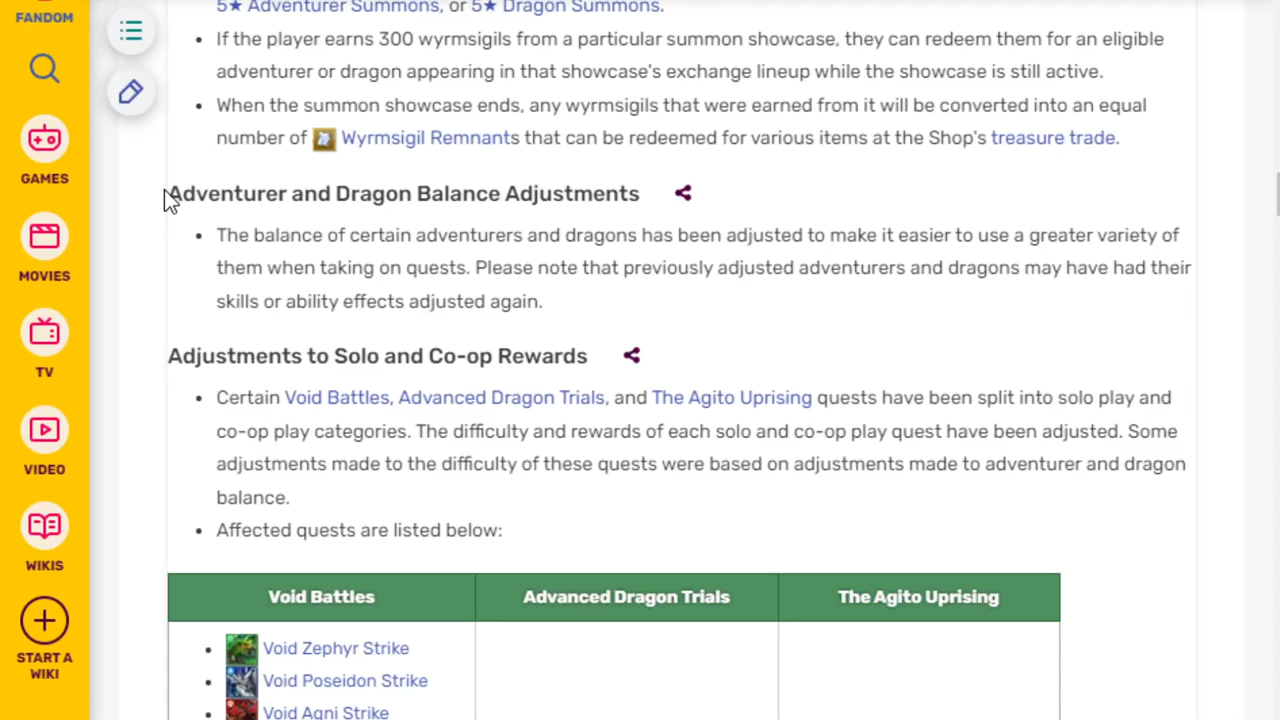 FANDOM
GAMES
MOVIES
TV
VIDEO
WIKIS
START A
WIKI
5★ Adventurer Summons, or 5★ Dragon Summons.
• If the player earns 300 wyrmsigils from a particular summon showcase, they can redeem them for an eligible
adventurer or dragon appearing in that showcase's exchange lineup while the showcase is still active.
• When the summon showcase ends, any wyrmsigils that were earned from it will be converted into an equal
number of Wyrmsigil Remnants that can be redeemed for various items at the Shop's treasure trade.
Adventurer and Dragon Balance Adjustments
• The balance of certain adventurers and dragons has been adjusted to make it easier to use a greater variety of
them when taking on quests. Please note that previously adjusted adventurers and dragons may have had their
skills or ability effects adjusted again.
Adjustments to Solo and Co-op Rewards
• Certain Void Battles, Advanced Dragon Trials, and The Agito Uprising quests have been split into solo play and
co-op play categories. The difficulty and rewards of each solo and co-op play quest have been adjusted. Some
adjustments made to the difficulty of these quests were based on adjustments made to adventurer and dragon
balance.
• Affected quests are listed below:
Void Battles Advanced Dragon Trials The Agito Uprising
• Void Zephyr Strike
• Void Poseidon Strike
• Void Agni Strike